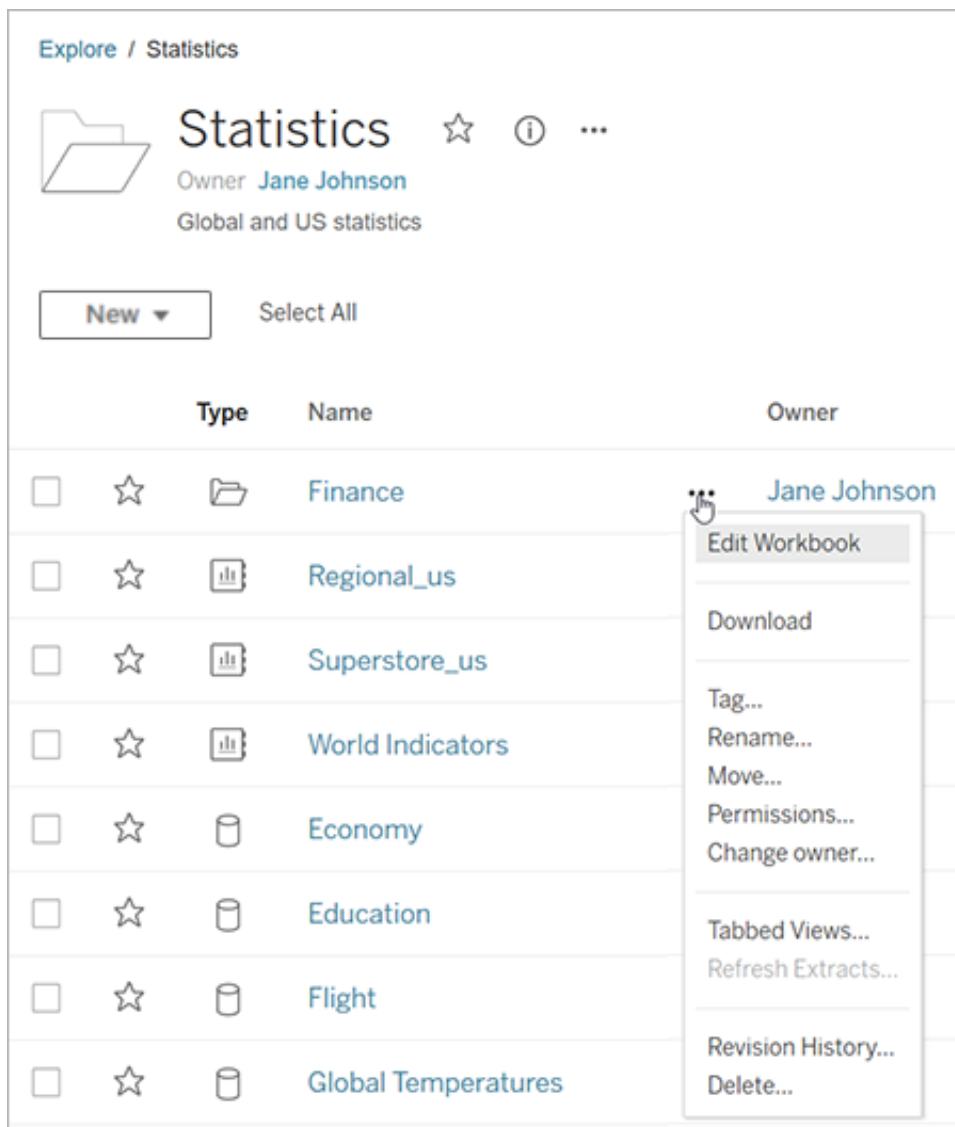 Explore / Statistics
Statistics
Owner Jane Johnson
Global and US statistics
New Select All
Type Name Owner
Finance ... Jane Johnson
Regional_us
Superstore_us
World Indicators
Economy
Education
Flight
Global Temperatures
Edit Workbook
Download
Tag...
Rename...
Move...
Permissions...
Change owner...
Tabbed Views...
Refresh Extracts...
Revision History...
Delete...